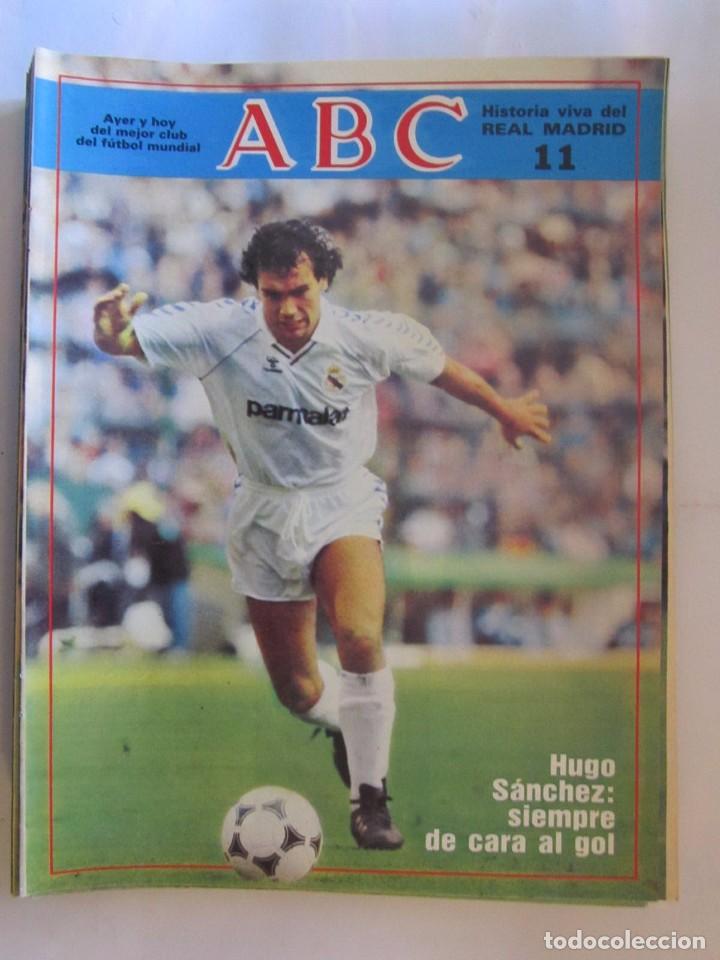 Ayer y hoy
del mejor club
del fútbol mundial
ABC
Historia viva del
REAL MADRID
11
parmalat
Hugo
Sánchez:
siempre
de cara al gol
todocoleccion.net